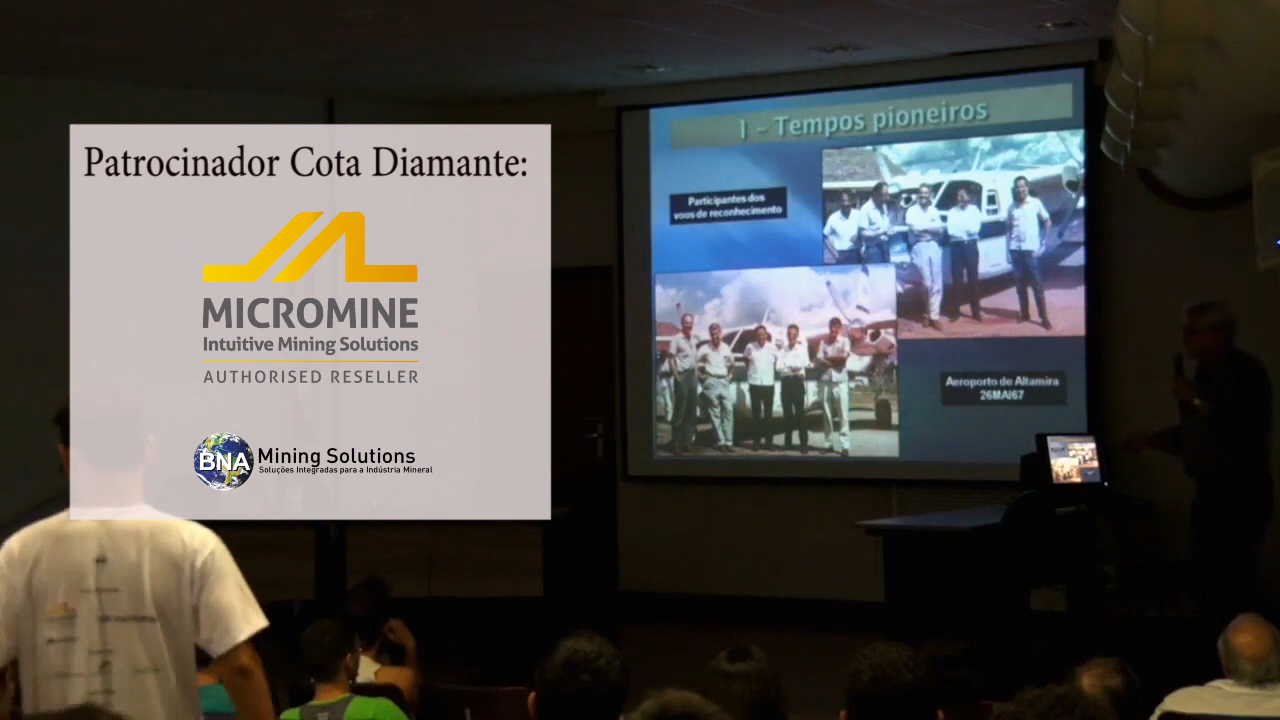 Patrocinador Cota Diamante:
MICROMINE
Intuitive Mining Solutions
AUTHORISED RESELLER
BNA
Mining Solutions
Soluções Integradas para a Indústria Mineral
1 - Tempos pioneiros
Participantes dos
voos de reconhecimento
Aeroporto de Altamira
26MAI67